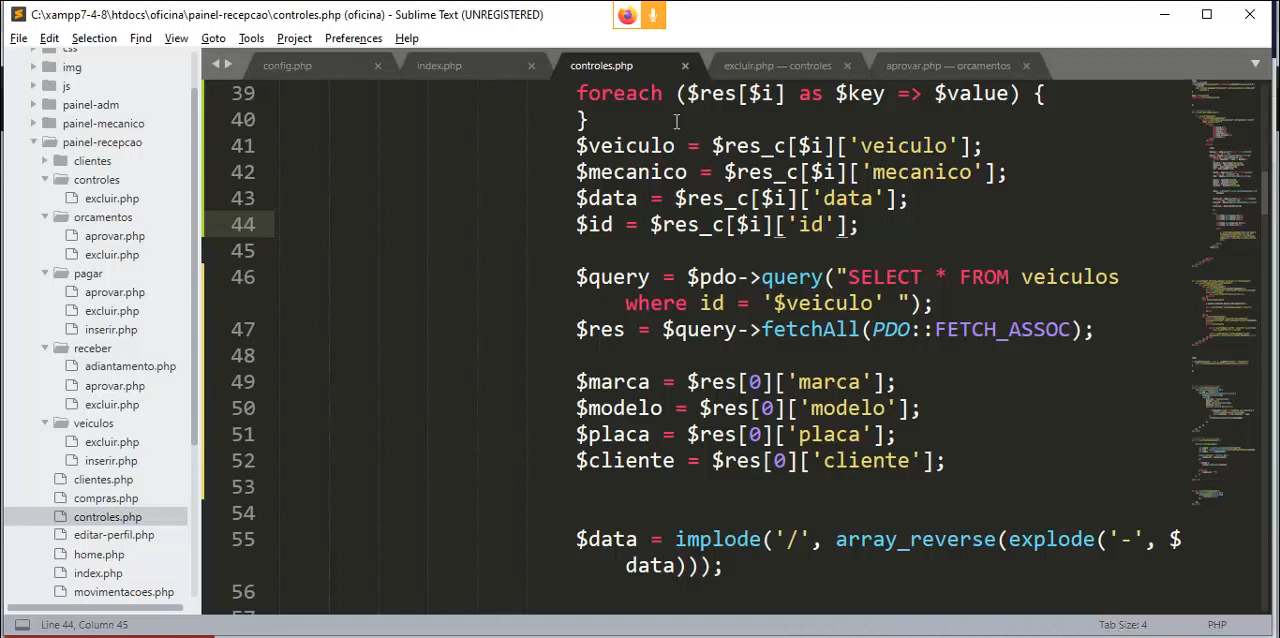 C:\xampp7-4-8\htdocs\oficina\painel-recepcao\controles.php (oficina) - Sublime Text (UNREGISTERED)
File Edit Selection Find View Goto Tools Project Preferences Help
config.php index.php controles.php excluir.php — controles aprovar.php — orcamentos
css
img
js
painel-adm
painel-mecanico
painel-recepcao
clientes
controles
excluir.php
orcamentos
aprovar.php
excluir.php
pagar
aprovar.php
excluir.php
inserir.php
receber
adiantamento.php
aprovar.php
excluir.php
veiculos
excluir.php
inserir.php
clientes.php
compras.php
controles.php
editar-perfil.php
home.php
index.php
movimentacoes.php
39 foreach ($res[$i] as $key => $value) {
40 }
41 $veiculo = $res_c[$i]['veiculo'];
42 $mecanico = $res_c[$i]['mecanico'];
43 $data = $res_c[$i]['data'];
44 $id = $res_c[$i]['id'];
45
46 $query = $pdo->query("SELECT * FROM veiculos
where id = '$veiculo' ");
47 $res = $query->fetchAll(PDO::FETCH_ASSOC);
48
49 $marca = $res[0]['marca'];
50 $modelo = $res[0]['modelo'];
51 $placa = $res[0]['placa'];
52 $cliente = $res[0]['cliente'];
53
54
55 $data = implode('/', array_reverse(explode('-', $
data)));
56
Line 44, Column 45
Tab Size: 4
PHP